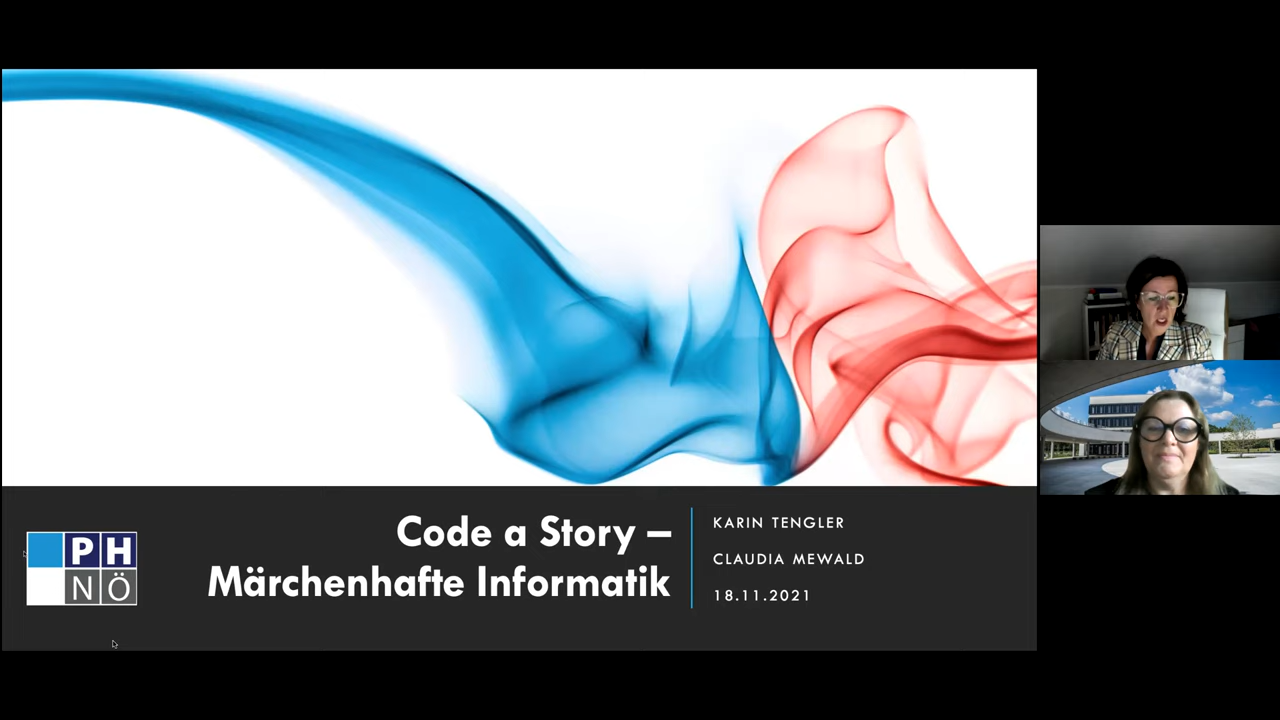 Code a Story –
Märchenhafte Informatik
KARIN TENGLER
CLAUDIA MEWALD
18.11.2021
PH
NÖ